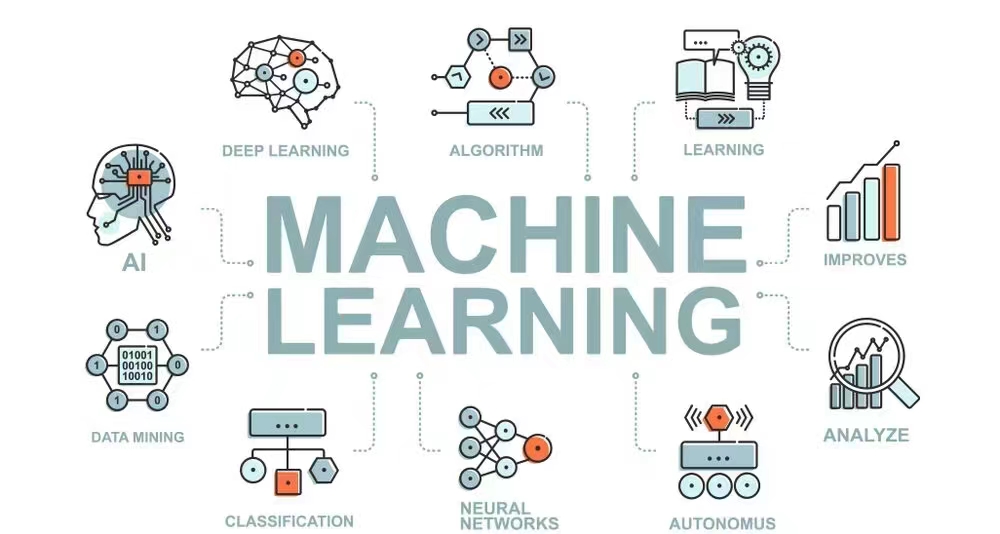 DEEP LEARNING
ALGORITHM
LEARNING
AI
MACHINE
LEARNING
IMPROVES
0
1
1
01001
00100
10010
0
1
0
DATA MINING
ANALYZE
CLASSIFICATION
NEURAL
NETWORKS
AUTONOMUS